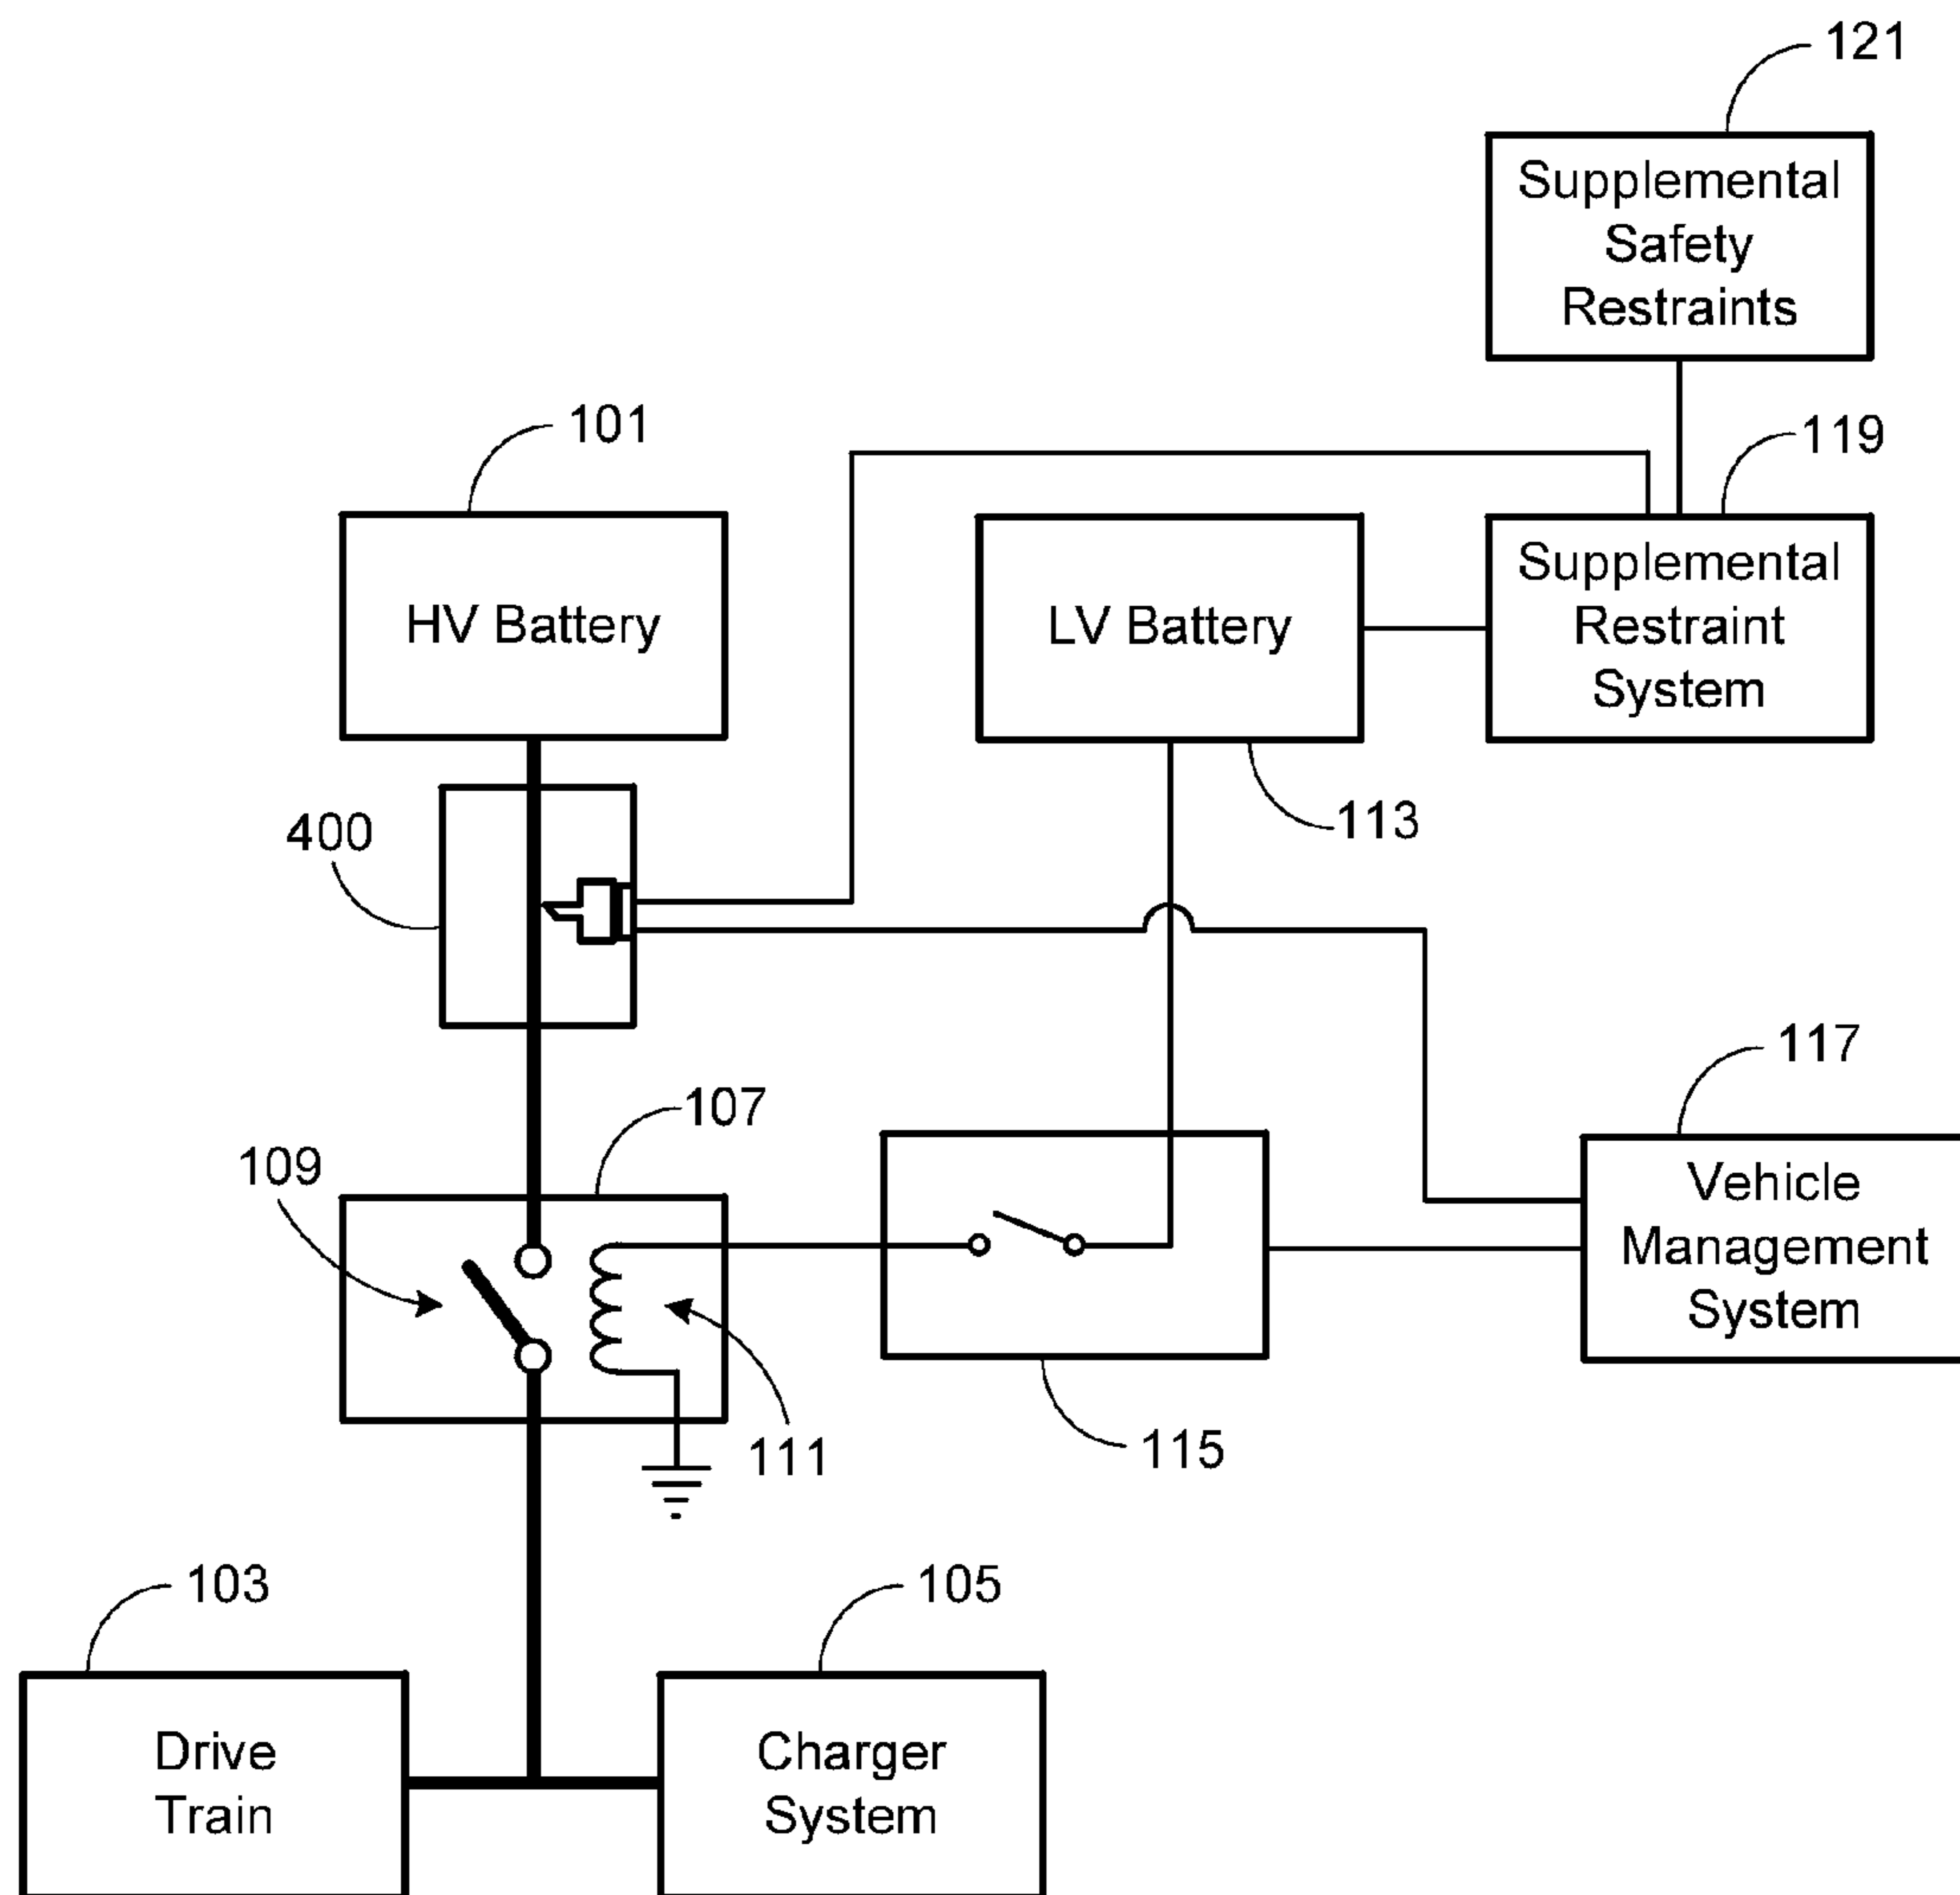 121
Supplemental
Safety
Restraints
101
119
HV Battery
LV Battery
Supplemental
Restraint
System
400
113
107
117
109
Vehicle
Management
System
111
115
103
105
Drive
Train
Charger
System